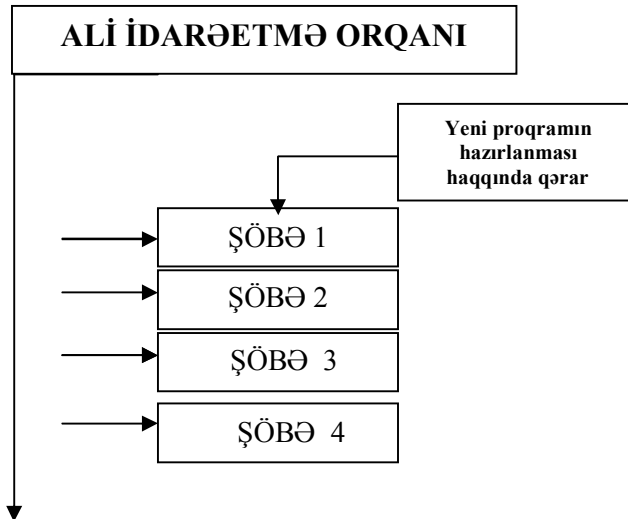 ALİ İDARƏETMƏ ORQANI
Yeni proqramın
hazırlanması
haqqında qərar
ŞÖBƏ 1
ŞÖBƏ 2
ŞÖBƏ 3
ŞÖBƏ 4